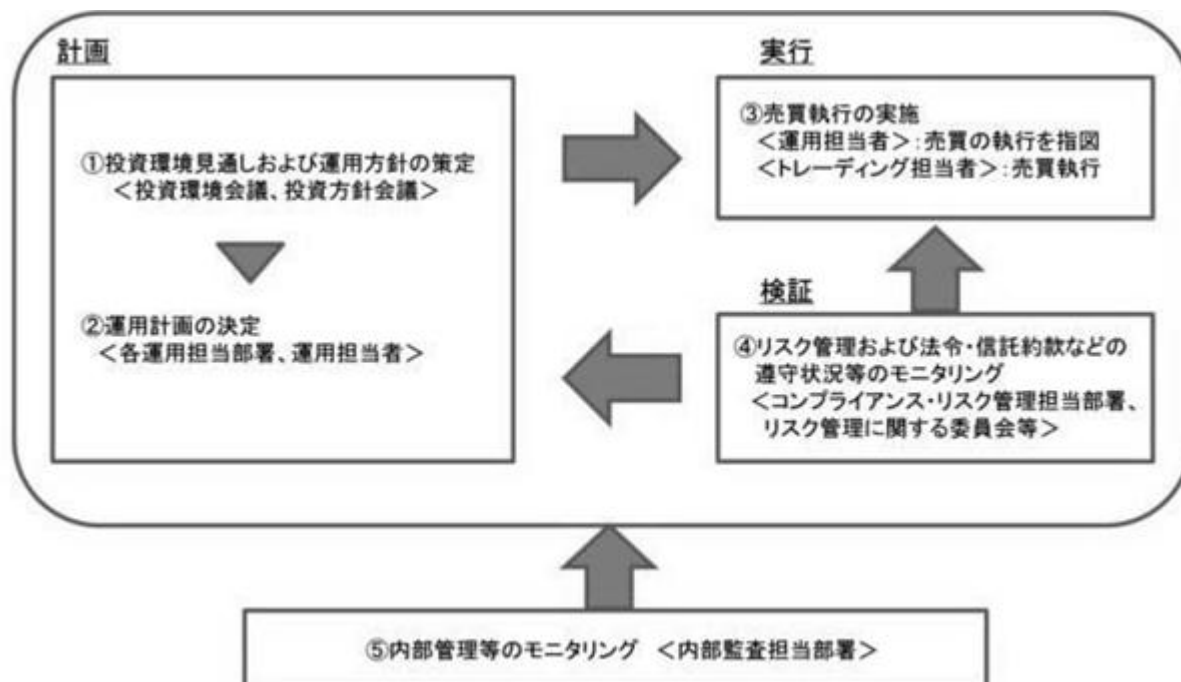 計画
①投資環境見通しおよび運用方針の策定
＜投資環境会議、投資方針会議＞
②運用計画の決定
＜各運用担当部署、運用担当者＞
実行
③売買執行の実施
＜運用担当者＞：売買の執行を指図
＜トレーディング担当者＞：売買執行
検証
④リスク管理および法令・信託約款などの
遵守状況等のモニタリング
＜コンプライアンス・リスク管理担当部署、
リスク管理に関する委員会等＞
⑤内部管理等のモニタリング　＜内部監査担当部署＞